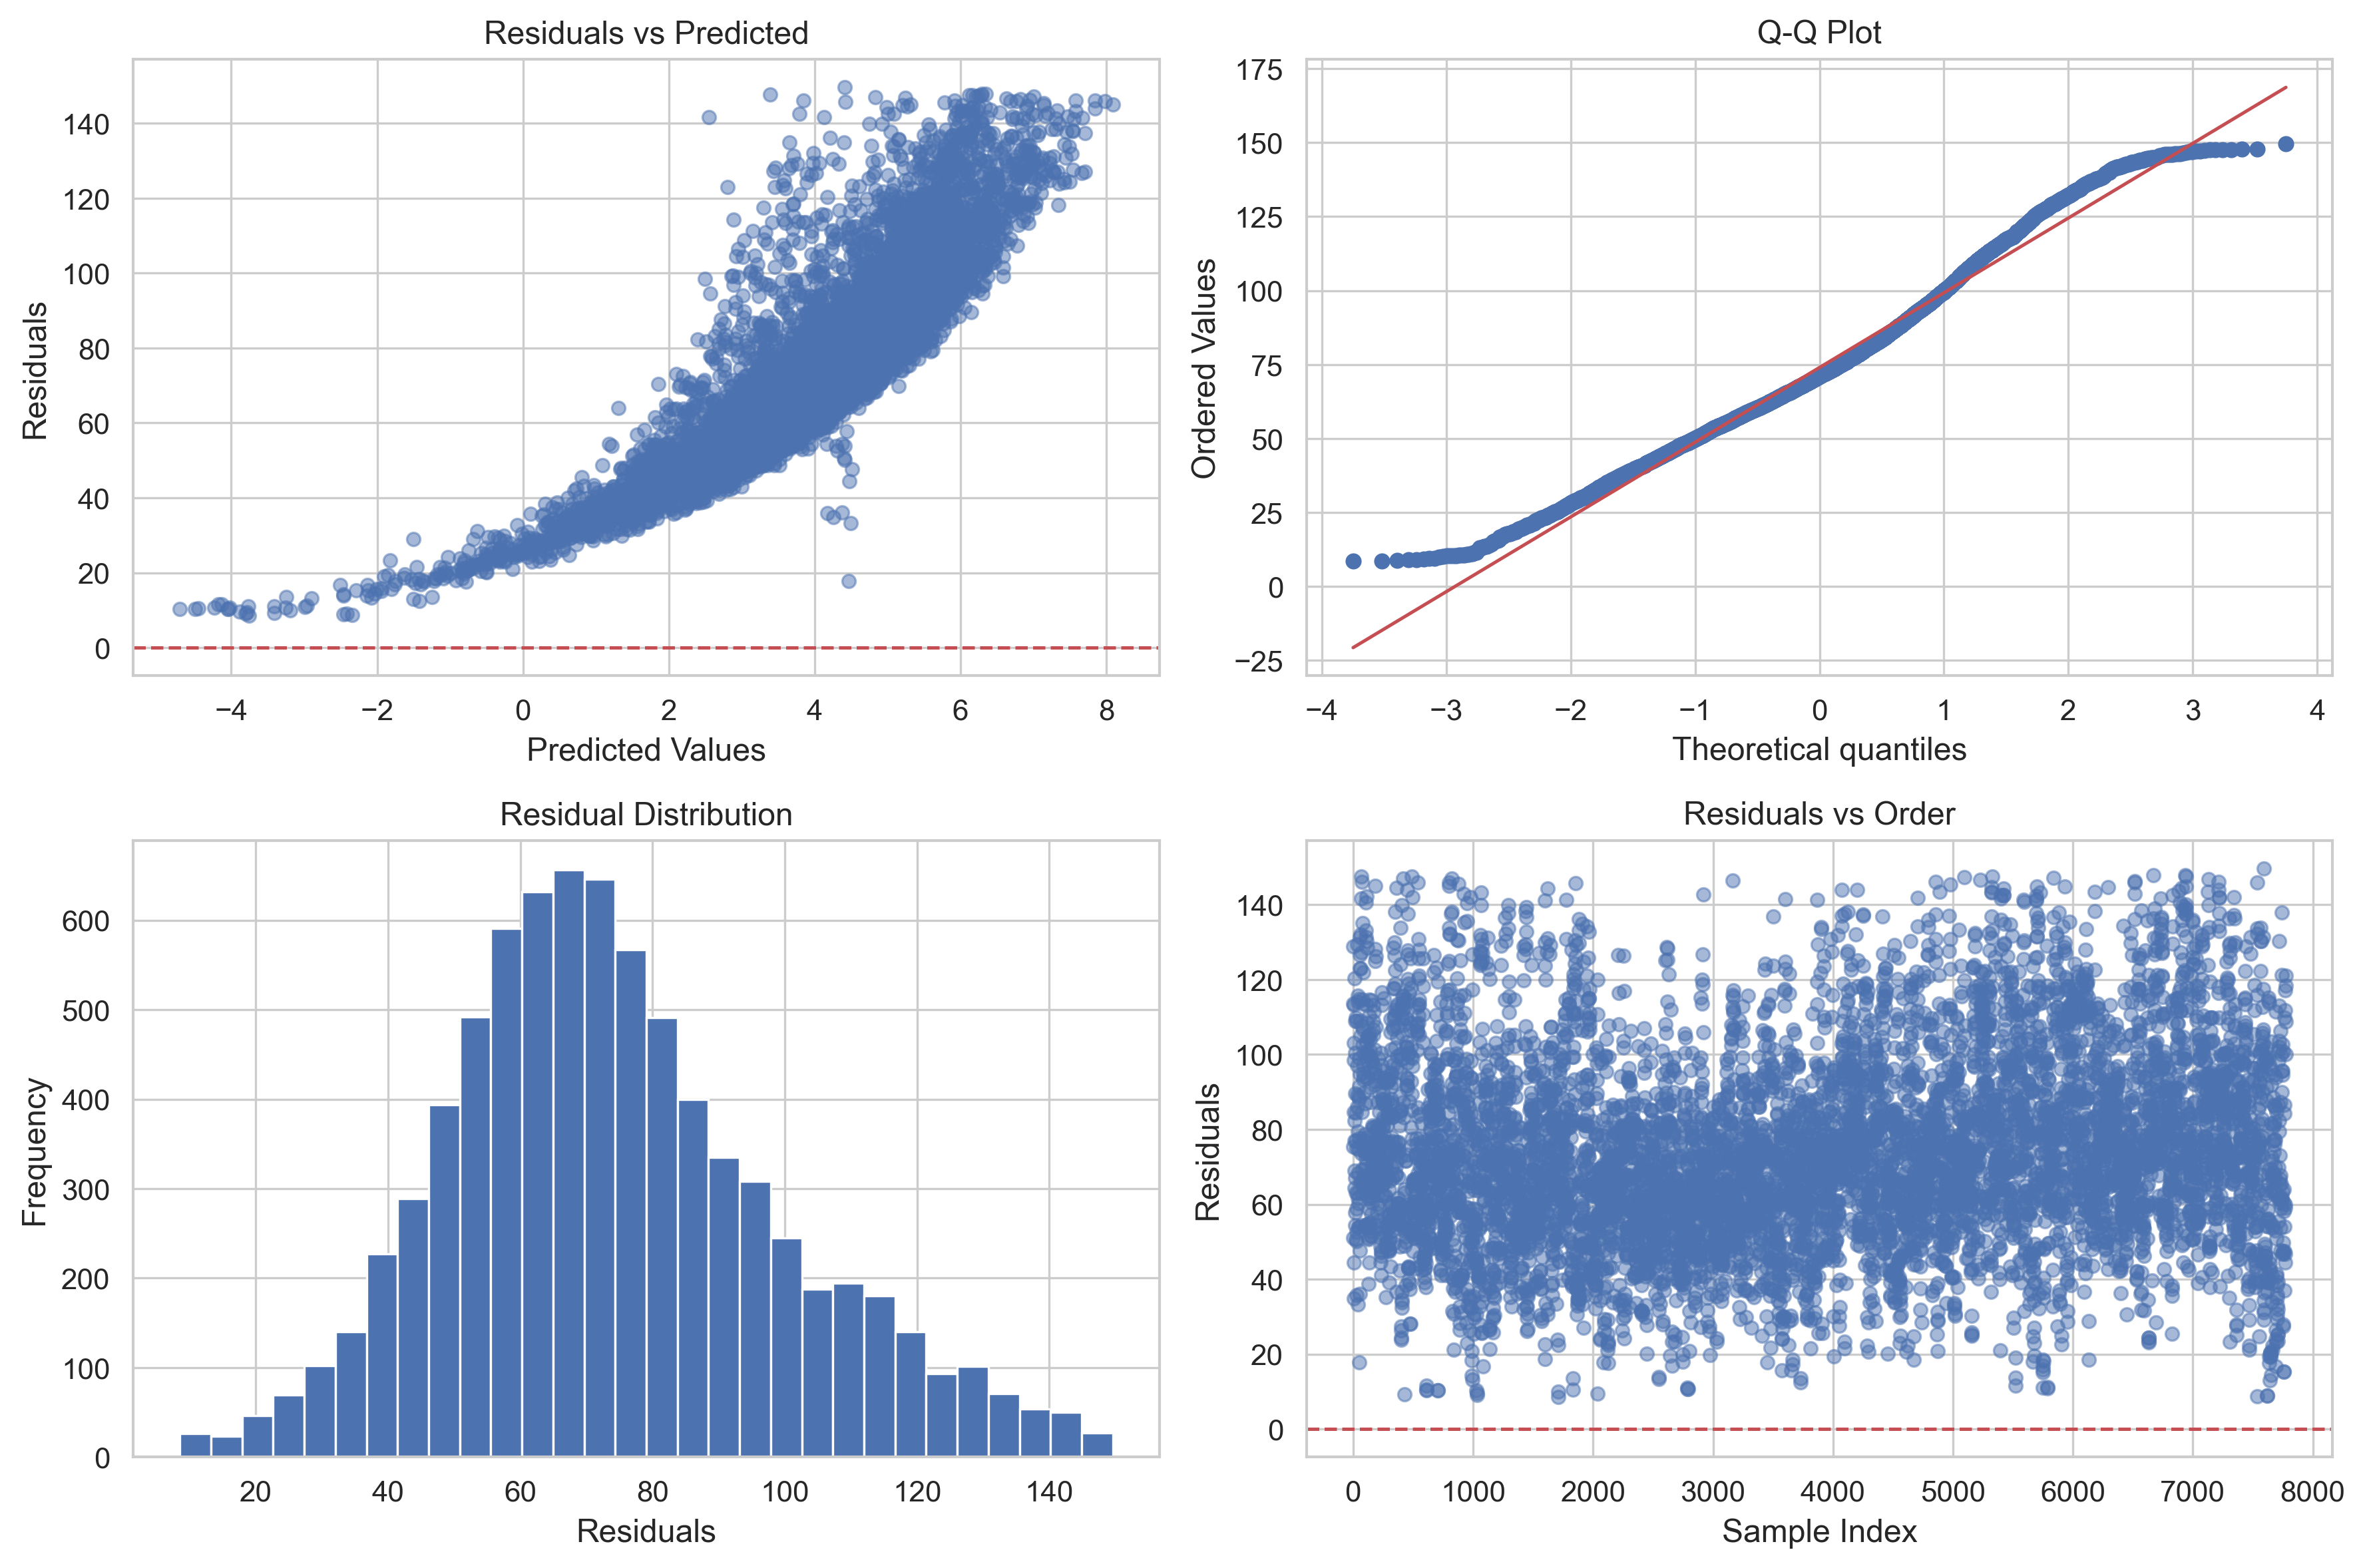 Residuals vs Predicted
Residuals
140
120
100
80
60
40
20
0
−4 −2 0 2 4 6 8
Predicted Values
Q-Q Plot
Ordered Values
175
150
125
100
75
50
25
0
−25
−4 −3 −2 −1 0 1 2 3 4
Theoretical quantiles
Residual Distribution
Frequency
600
500
400
300
200
100
0
20 40 60 80 100 120 140
Residuals
Residuals vs Order
Residuals
140
120
100
80
60
40
20
0
0 1000 2000 3000 4000 5000 6000 7000 8000
Sample Index